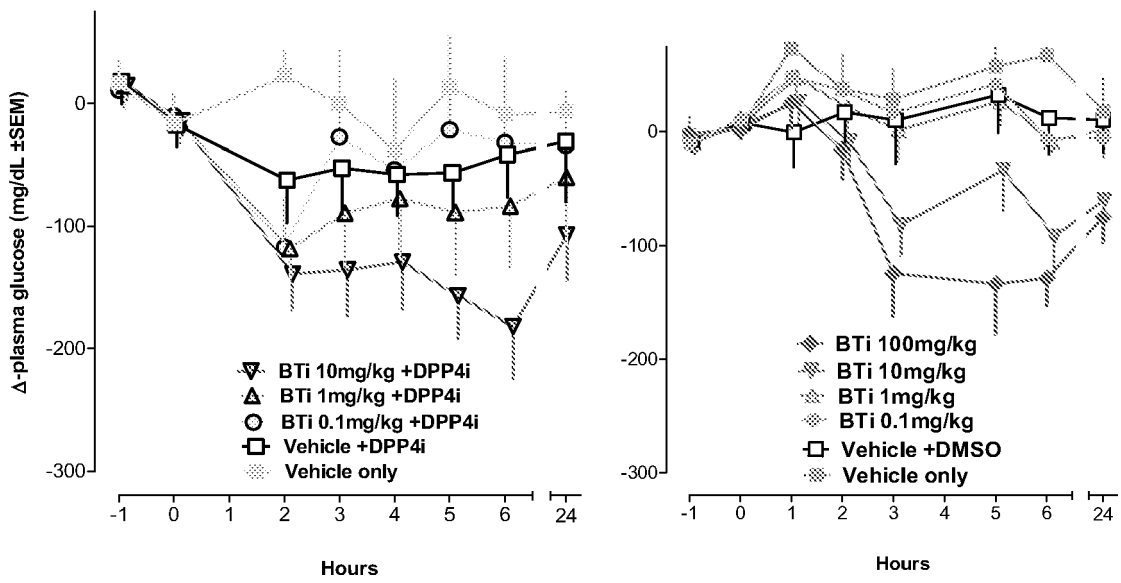 Δ-plasma glucose (mg/dL ±SEM)
0
-100
-200
-300
BTi 10mg/kg +DPP4i
BTi 1mg/kg +DPP4i
BTi 0.1mg/kg +DPP4i
Vehicle +DPP4i
Vehicle only
-1 0 1 2 3 4 5 6 24
Hours
0
-100
-200
-300
BTi 100mg/kg
BTi 10mg/kg
BTi 1mg/kg
BTi 0.1mg/kg
Vehicle +DMSO
Vehicle only
-1 0 1 2 3 4 5 6 24
Hours